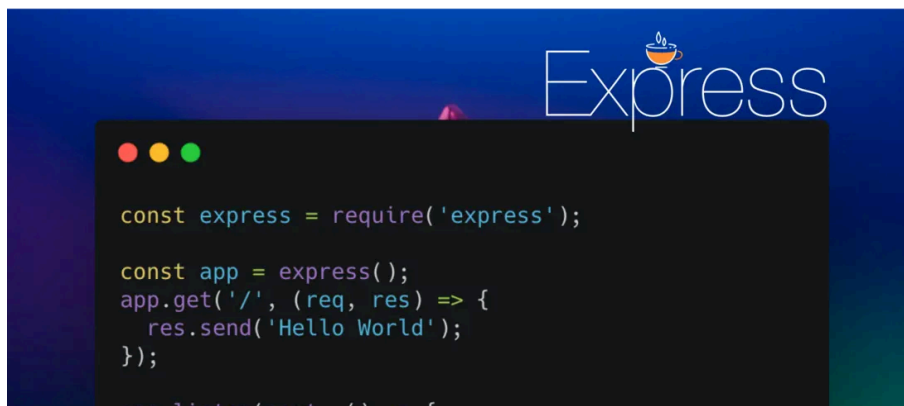 Express
const express = require('express');
const app = express();
app.get('/', (req, res) => {
  res.send('Hello World');
});